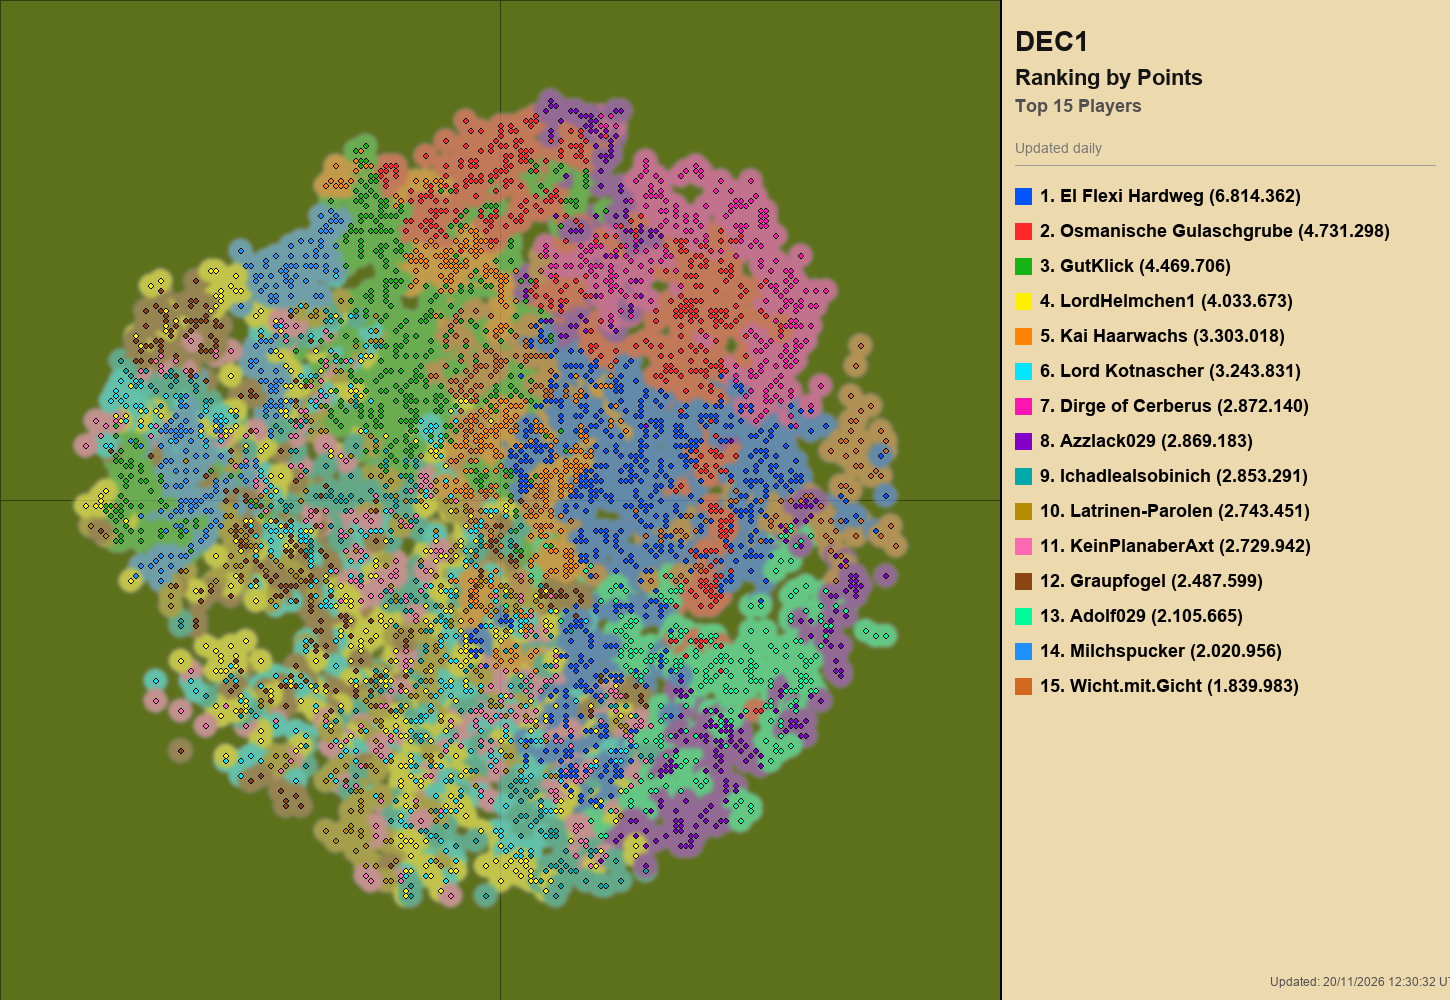 DEC1
Ranking by Points
Top 15 Players
Updated daily
1. El Flexi Hardweg (6.814.362)
2. Osmanische Gulaschgrube (4.731.298)
3. GutKlick (4.469.706)
4. LordHelmchen1 (4.033.673)
5. Kai Haarwachs (3.303.018)
6. Lord Kotnascher (3.243.831)
7. Dirge of Cerberus (2.872.140)
8. Azzlack029 (2.869.183)
9. Ichadlealsobinich (2.853.291)
10. Latrinen-Parolen (2.743.451)
11. KeinPlanaberAxt (2.729.942)
12. Graupfogel (2.487.599)
13. Adolf029 (2.105.665)
14. Milchspucker (2.020.956)
15. Wicht.mit.Gicht (1.839.983)
Updated: 20/11/2026 12:30:32